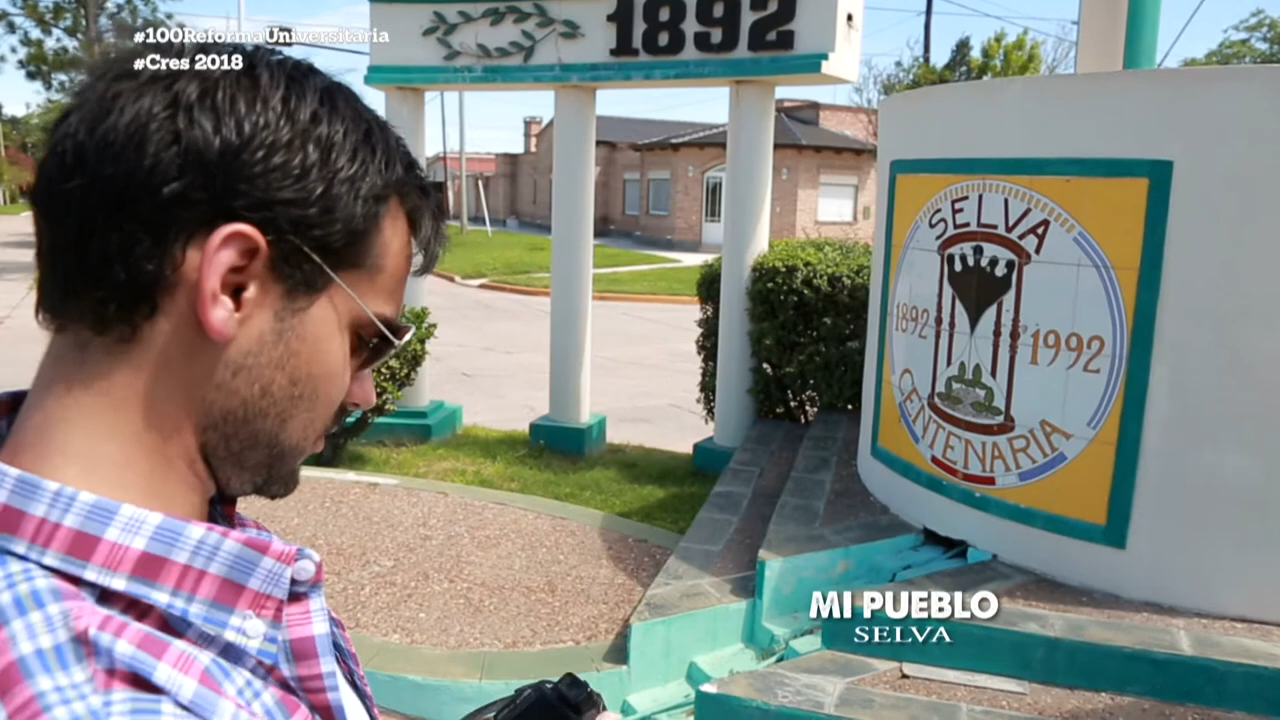 #100ReformaUniversitaria
#Cres 2018
1892
SELVA
1892 1992
CENTENARIA
MI PUEBLO
SELVA